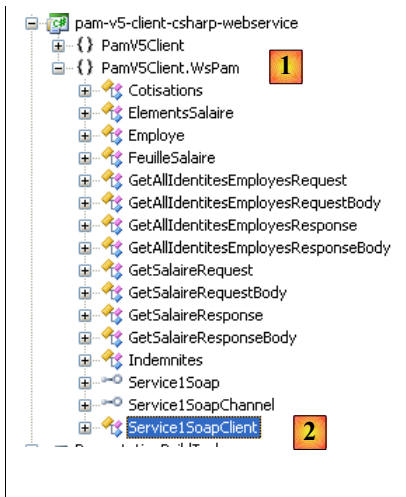 pam-v5-client-csharp-webservice
{} PamV5Client
{} PamV5Client.WsPam
1
Cotisations
ElementsSalaire
Employe
FeuilleSalaire
GetAllIdentitesEmployesRequest
GetAllIdentitesEmployesRequestBody
GetAllIdentitesEmployesResponse
GetAllIdentitesEmployesResponseBody
GetSalaireRequest
GetSalaireRequestBody
GetSalaireResponse
GetSalaireResponseBody
Indemnites
Service1Soap
Service1SoapChannel
Service1SoapClient
2